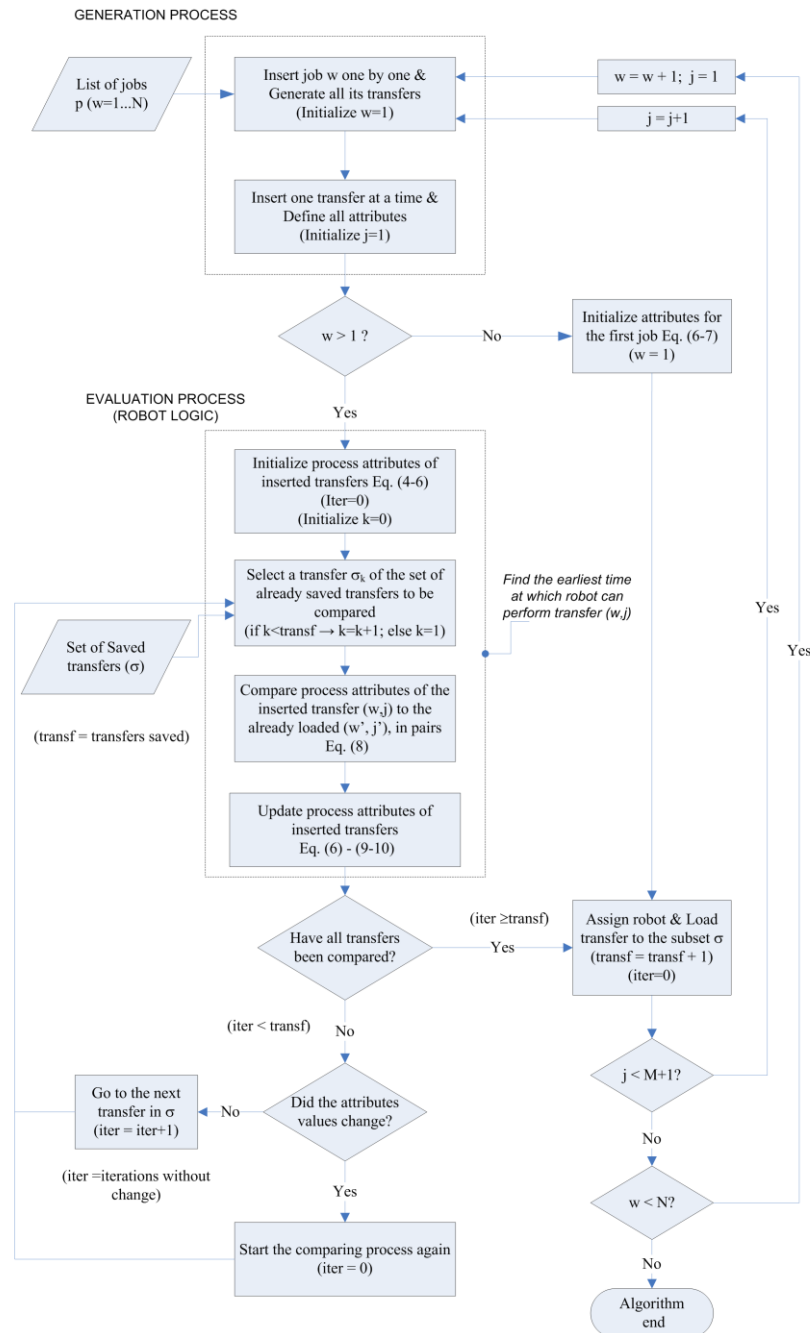 GENERATION PROCESS
List of jobs
p (w=1...N)
Insert job w one by one &
Generate all its transfers
(Initialize w=1)
w = w + 1;  j = 1
j = j+1
Insert one transfer at a time &
Define all attributes
(Initialize j=1)
w > 1 ?
No
Initialize attributes for
the first job Eq. (6-7)
(w = 1)
Yes
EVALUATION PROCESS
(ROBOT LOGIC)
Initialize process attributes of
inserted transfers Eq. (4-6)
(Iter=0)
(Initialize k=0)
Select a transfer σk of the set of
already saved transfers to be
compared
(if k<transf → k=k+1; else k=1)
Find the earliest time
at which robot can
perform transfer (w,j)
Yes
Yes
Set of Saved
transfers (σ)
(transf = transfers saved)
Compare process attributes of the
inserted transfer (w,j) to the
already loaded (w’, j’), in pairs
Eq. (8)
Update process attributes of
inserted transfers
Eq. (6) - (9-10)
Have all transfers
been compared?
(iter ≥transf)
Yes
Assign robot & Load
transfer to the subset σ
(transf = transf + 1)
(iter=0)
(iter < transf)
No
j < M+1?
Did the attributes
values change?
No
Go to the next
transfer in σ
(iter = iter+1)
(iter =iterations without
change)
No
Yes
w < N?
Start the comparing process again
(iter = 0)
No
Algorithm
end